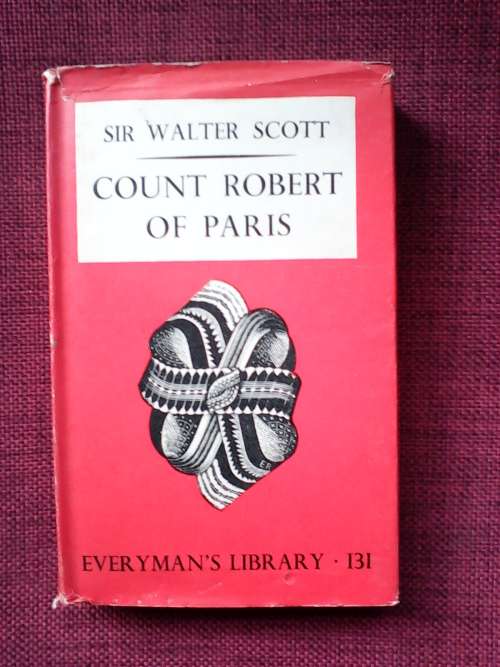 SIR WALTER SCOTT
COUNT ROBERT
OF PARIS
E.R
EVERYMAN'S LIBRARY · 131